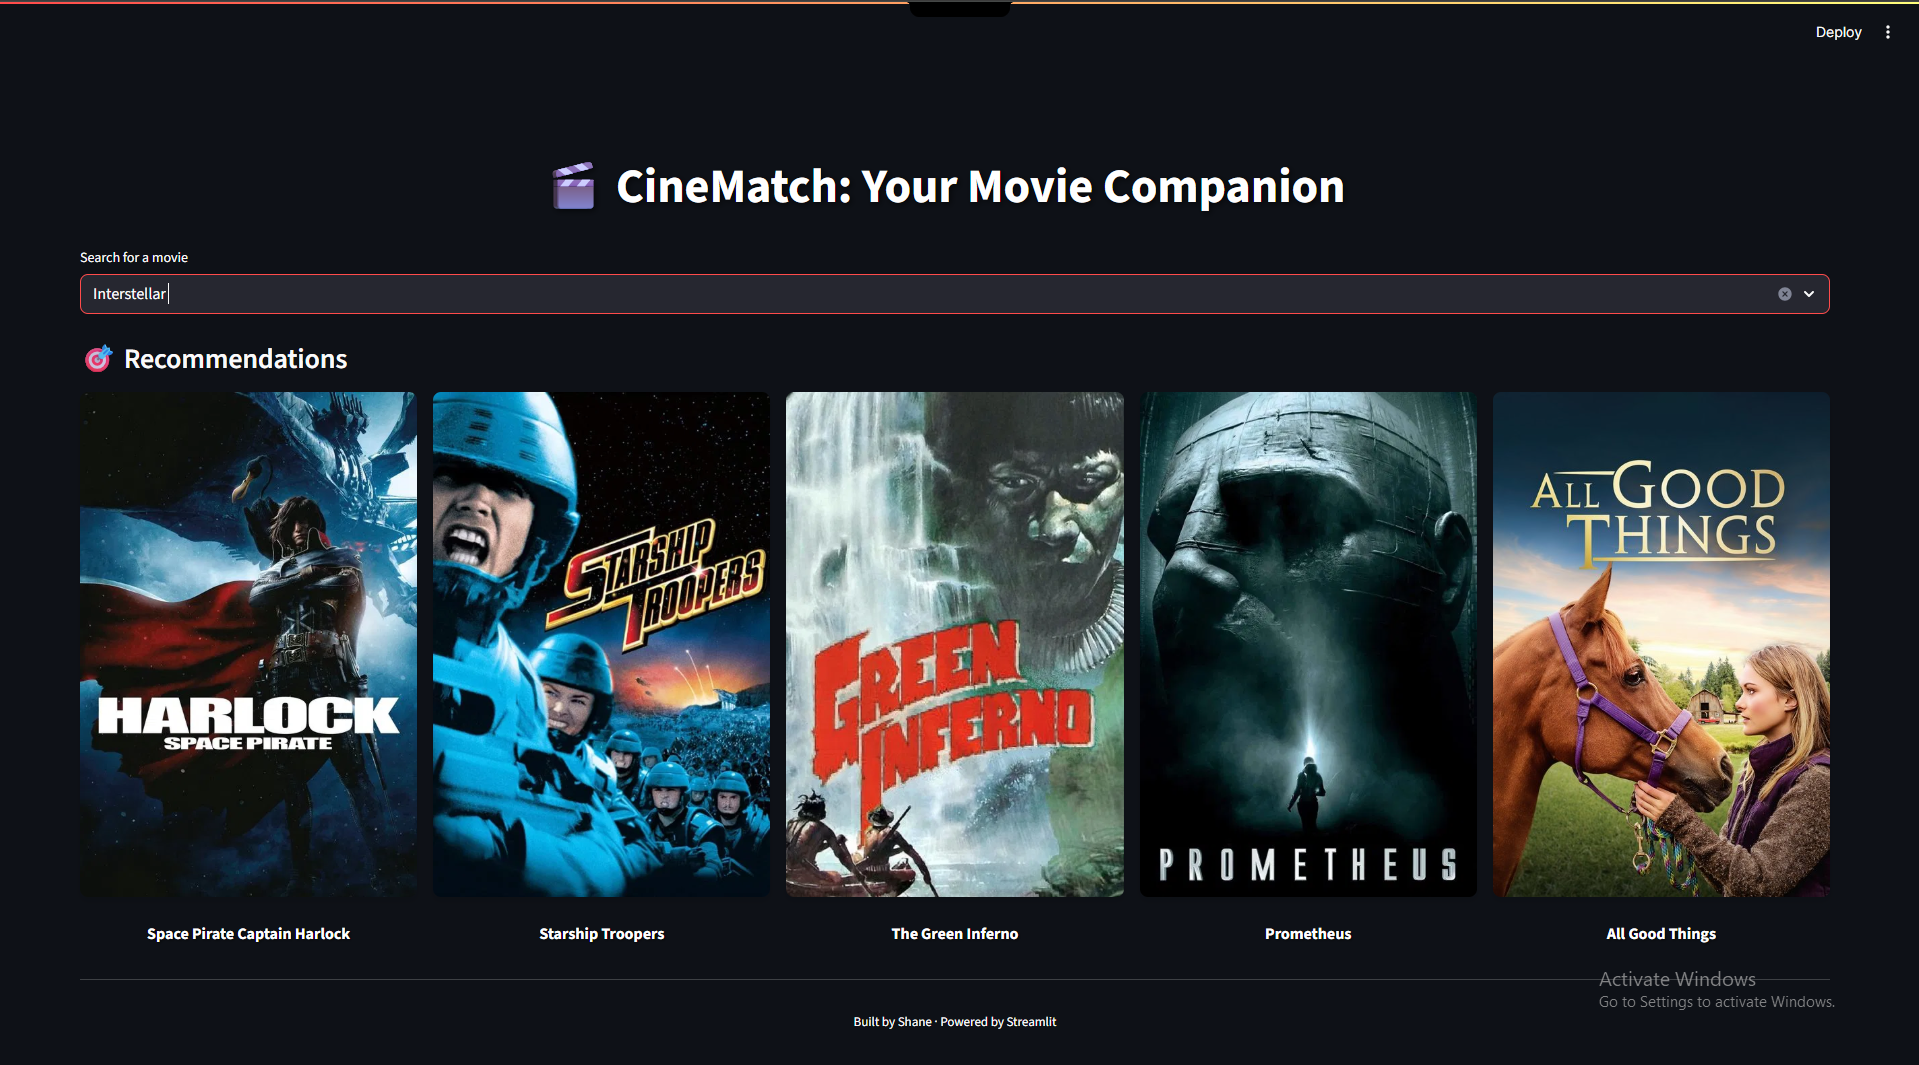 Deploy
CineMatch: Your Movie Companion
Search for a movie
Interstellar
Recommendations
HARLOCK
SPACE PIRATE
STARSHIP
TROOPERS
GREEN
INFERNO
PROMETHEUS
ALL GOOD
THINGS
Space Pirate Captain Harlock
Starship Troopers
The Green Inferno
Prometheus
All Good Things
Activate Windows
Go to Settings to activate Windows.
Built by Shane · Powered by Streamlit